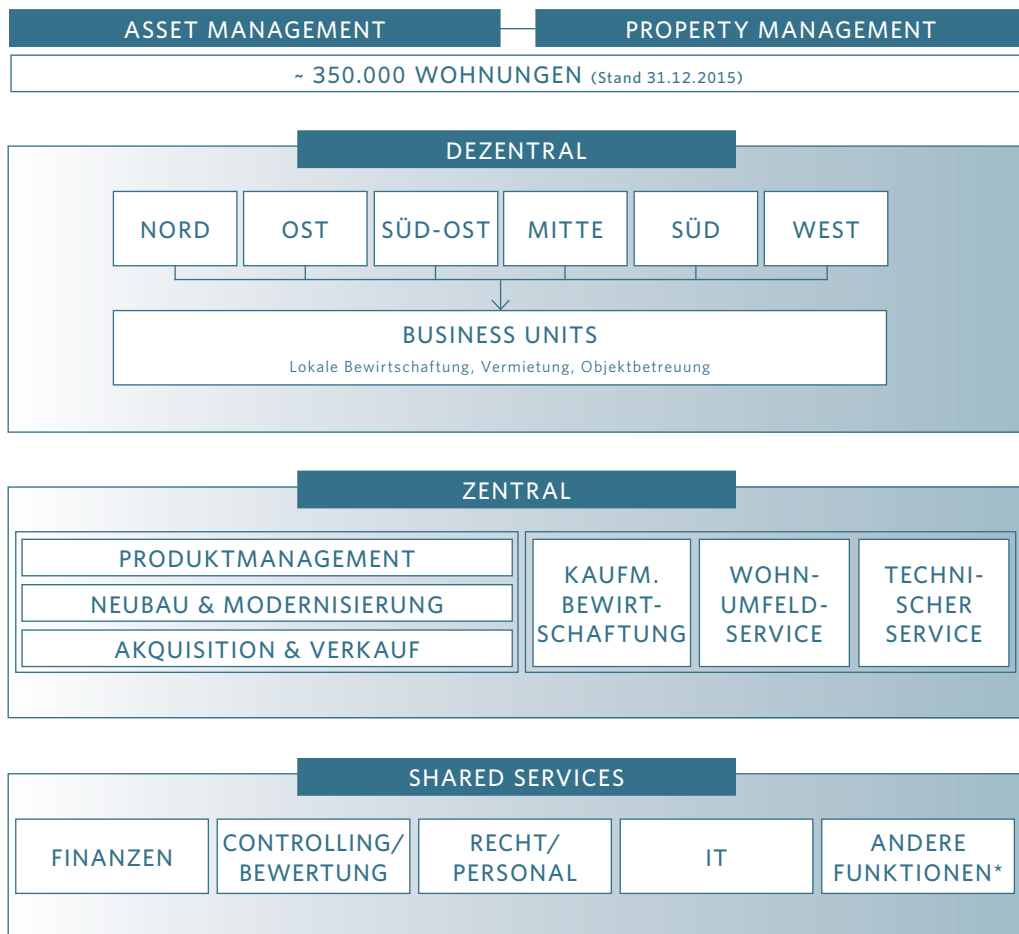 ASSET MANAGEMENT
PROPERTY MANAGEMENT
~ 350.000 WOHNUNGEN (Stand 31.12.2015)
DEZENTRAL
NORD
OST
SÜD-OST
MITTE
SÜD
WEST
BUSINESS UNITS
Lokale Bewirtschaftung, Vermietung, Objektbetreuung
ZENTRAL
PRODUKTMANAGEMENT
NEUBAU & MODERNISIERUNG
AKQUISITION & VERKAUF
KAUFM.
BEWIRT-
SCHAFTUNG
WOHN-
UMFELD-
SERVICE
TECHNI-
SCHER
SERVICE
SHARED SERVICES
FINANZEN
CONTROLLING/
BEWERTUNG
RECHT/
PERSONAL
IT
ANDERE
FUNKTIONEN*